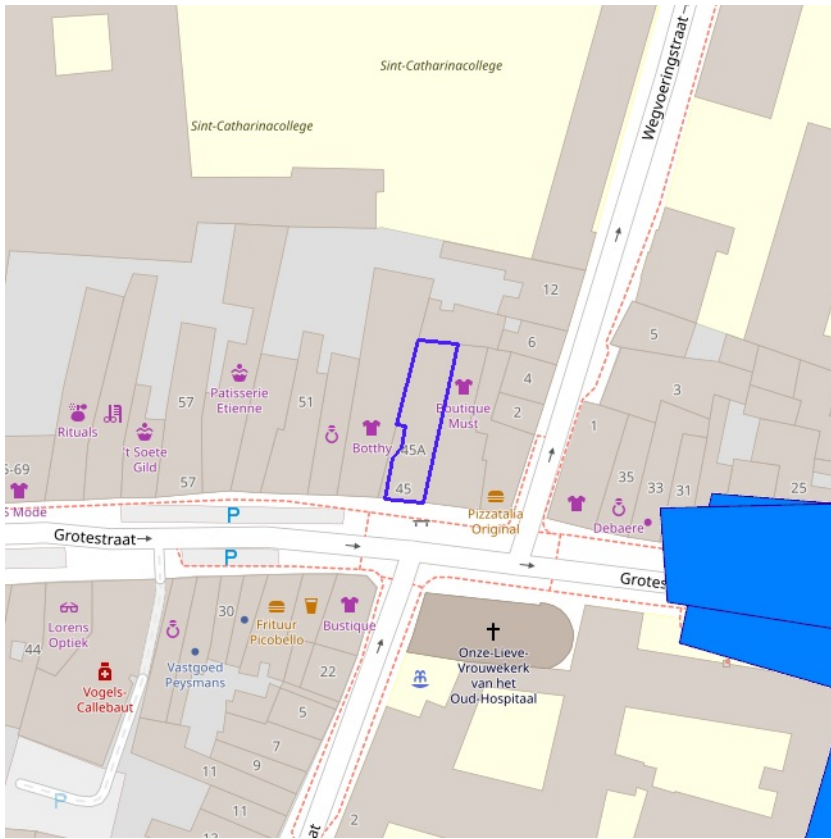 Wegvoeringstraat
Sint-Catharinacollege
Sint-Catharinacollege
12
5
6
4
3
2
1
57
Patisserie
Etienne
51
Boutique
Must
Rituals
't Soete
Gild
Botthy
45A
45
57
35
33
31
25
S Mode
P
Pizzatalia
Original
Debaere
Grotestraat
P
30
Frituur
Picobello
Bustique
Lorens
Optiek
44
Vastgoed
Peysmans
22
Vogels-
Callebaut
Onze-Lieve-
Vrouwekerk
van het
Oud-Hospitaal
5
7
9
11
11
P
2